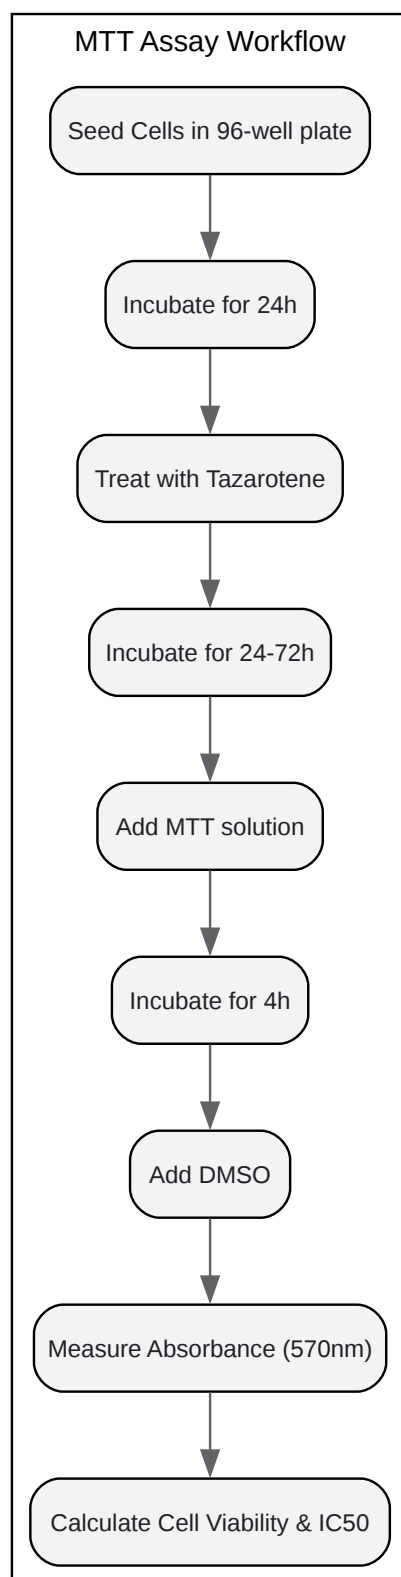 MTT Assay Workflow
Seed Cells in 96-well plate
Incubate for 24h
Treat with Tazarotene
Incubate for 24-72h
Add MTT solution
Incubate for 4h
Add DMSO
Measure Absorbance (570nm)
Calculate Cell Viability & IC50